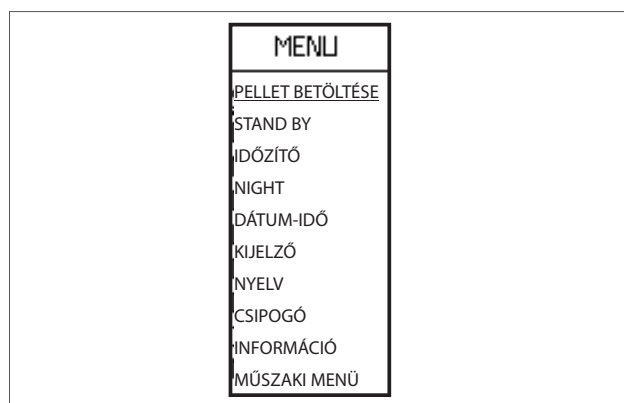 MENU
PELLET BETÖLTÉSE
STAND BY
IDŐZÍTŐ
NIGHT
DÁTUM-IDŐ
KIJELZŐ
NYELV
CSIPOGÓ
INFORMÁCIÓ
MŰSZAKI MENÜ